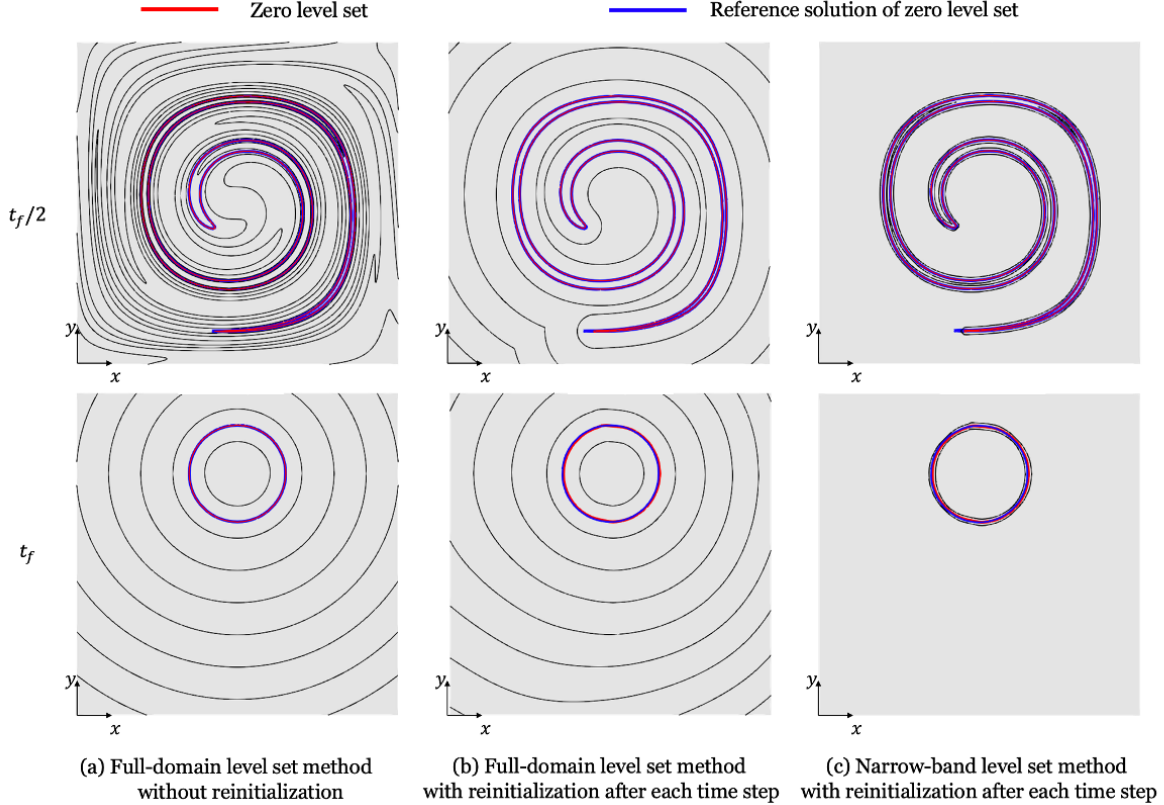 Zero level set
Reference solution of zero level set
t_f/2
y
x
y
x
y
x
t_f
y
x
y
x
y
x
(a) Full-domain level set method
without reinitialization
(b) Full-domain level set method
with reinitialization after each time step
(c) Narrow-band level set method
with reinitialization after each time step